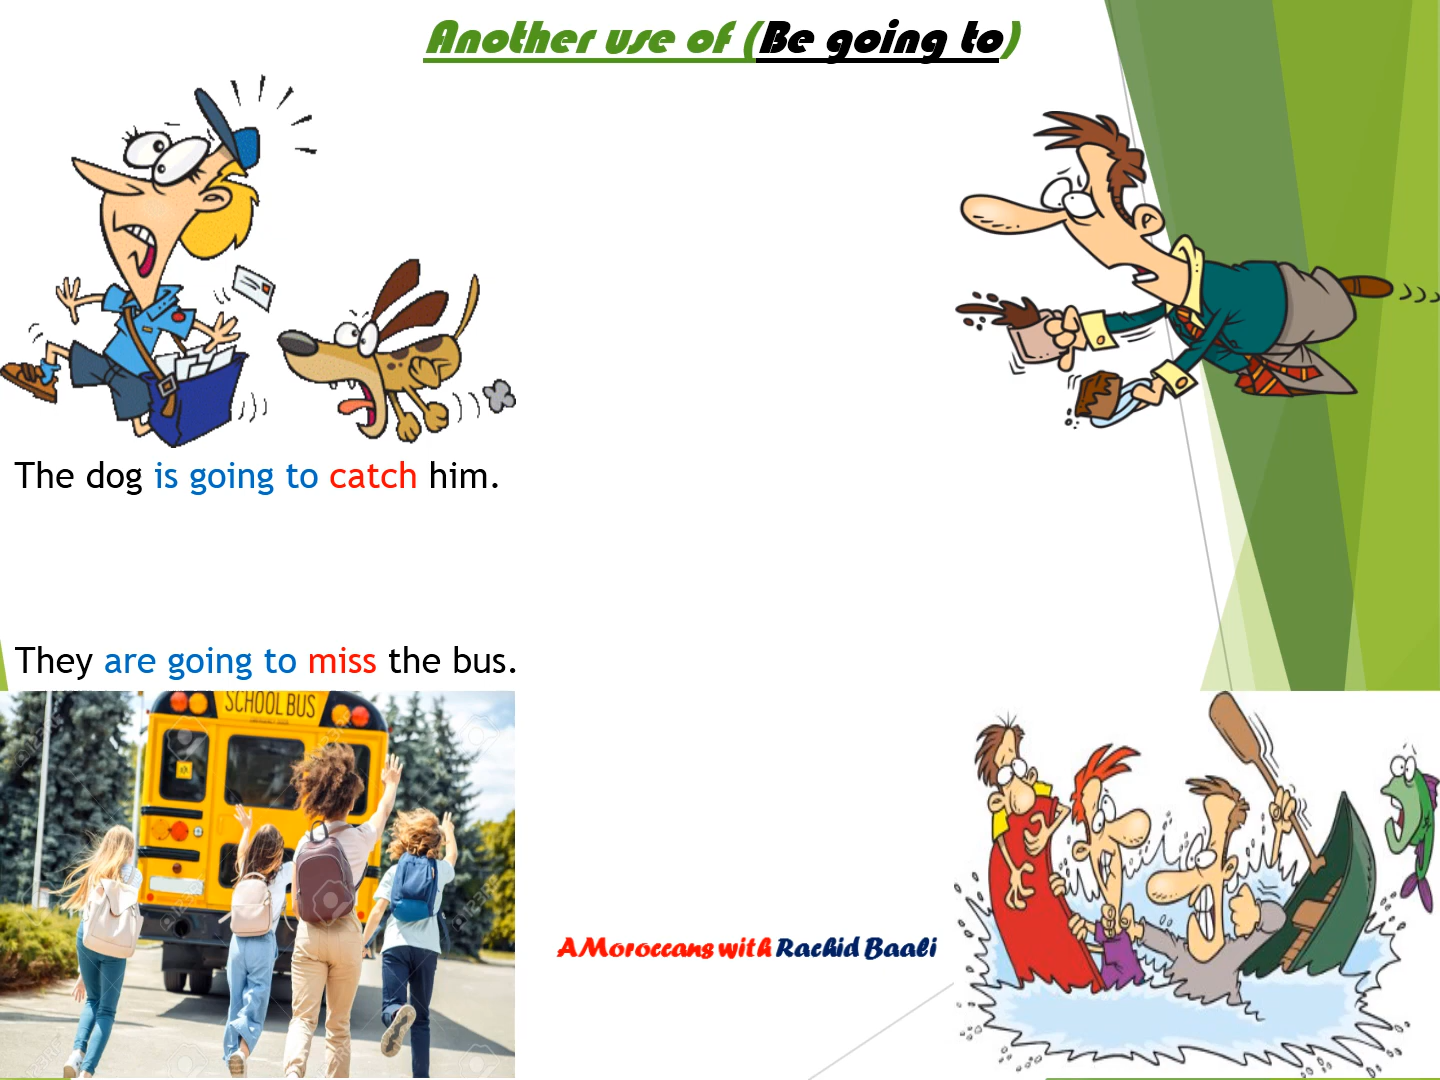 Another use of (Be going to)
The dog is going to catch him.
They are going to miss the bus.
SCHOOL BUS
AMoroccans with Rachid Baali